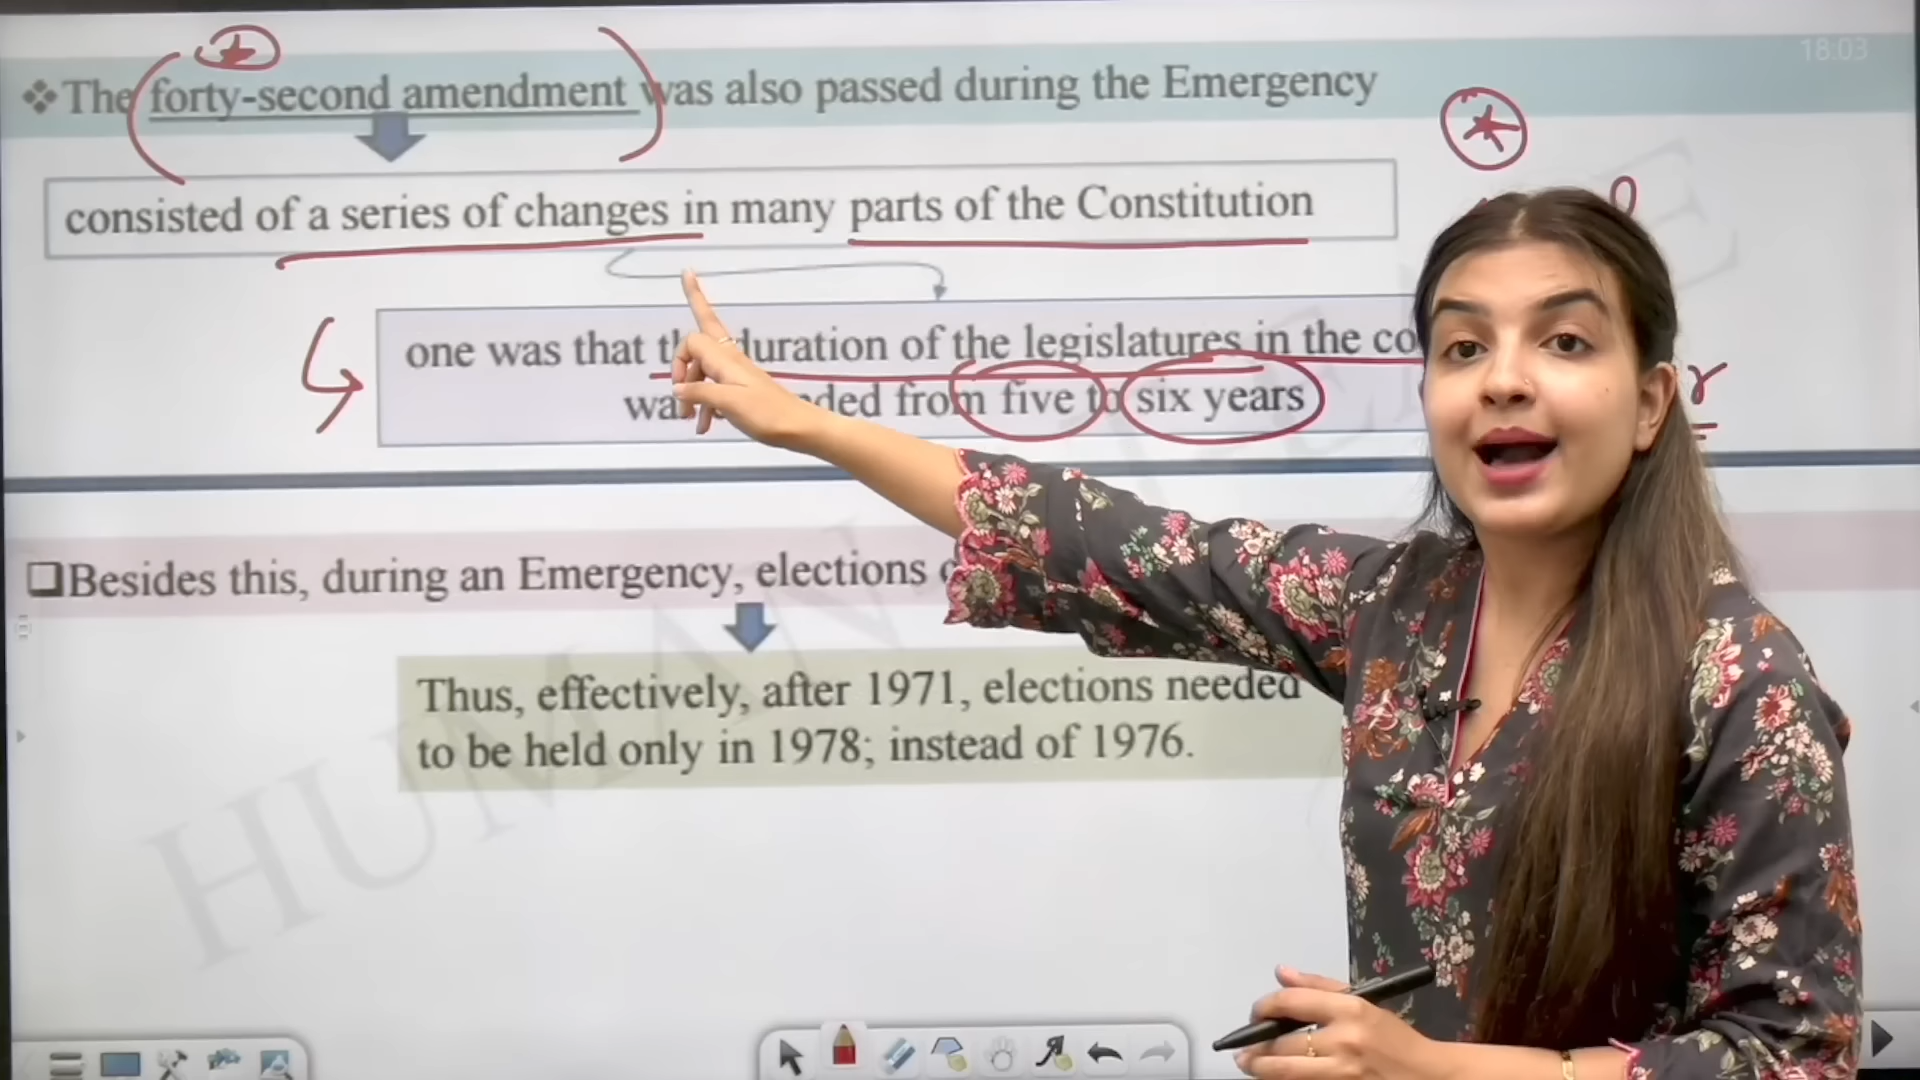 18:03
❖The forty-second amendment was also passed during the Emergency
consisted of a series of changes in many parts of the Constitution
one was that duration of the legislatures in the
from five to six years
❑Besides this, during an Emergency, elections
Thus, effectively, after 1971, elections needed
to be held only in 1978; instead of 1976.
HUMAN